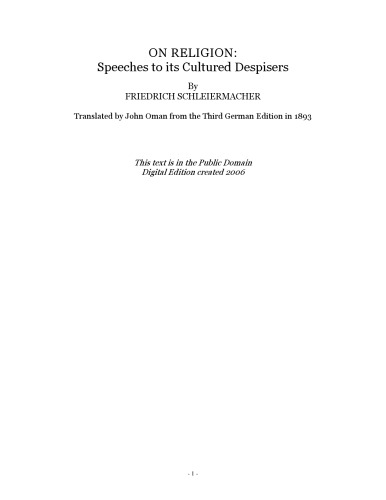 ON RELIGION:
Speeches to its Cultured Despisers
By
FRIEDRICH SCHLEIERMACHER
Translated by John Oman from the Third German Edition in 1893
This text is in the Public Domain
Digital Edition created 2006
- 1 -